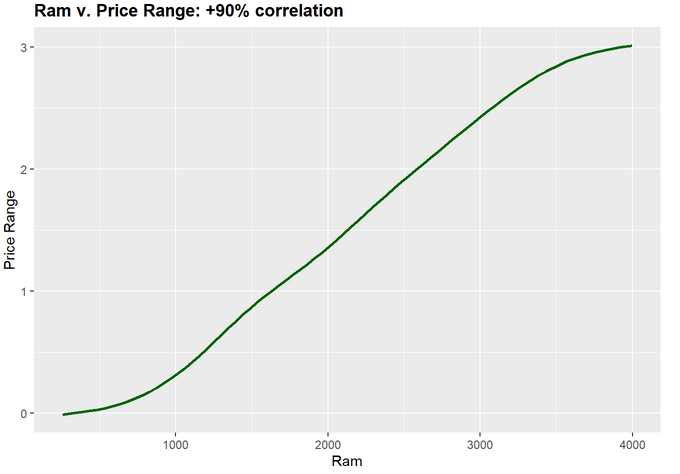 Ram v. Price Range: +90% correlation
Price Range
3
2
1
0
1000 2000 3000 4000
Ram